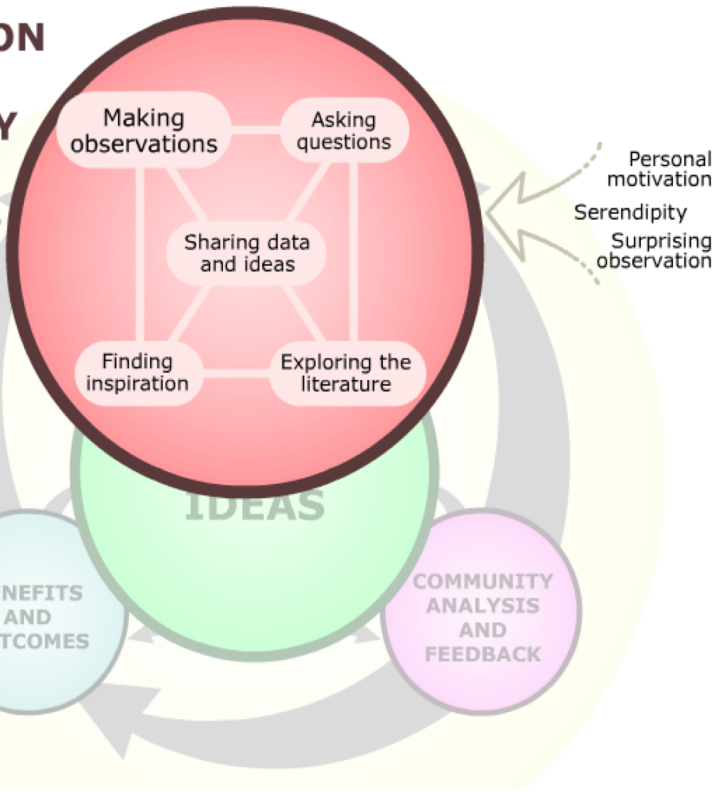 ON
Y
Making
observations
Asking
questions
Sharing data
and ideas
Finding
inspiration
Exploring the
literature
Personal
motivation
Serendipity
Surprising
observation
IDEAS
NEFITS
AND
TCOMES
COMMUNITY
ANALYSIS
AND
FEEDBACK